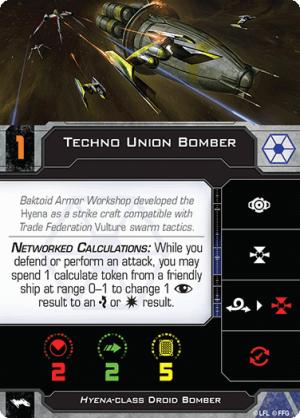 1 TECHNO UNION BOMBER
Baktoid Armor Workshop developed the
Hyena as a strike craft compatible with
Trade Federation Vulture swarm tactics.
NETWORKED CALCULATIONS: While you
defend or perform an attack, you may
spend 1 calculate token from a friendly
ship at range 0–1 to change 1
result to an or result.
2 2 5
HYENA-CLASS DROID BOMBER
©LFL ©FFG